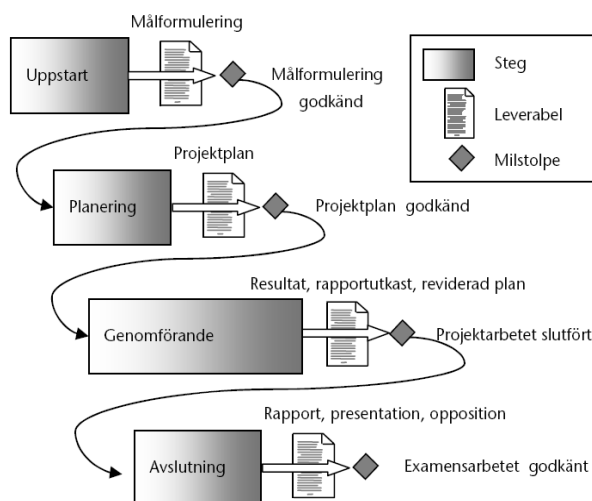 Målformulering
Uppstart
Målformulering
godkänd
Steg
Leverabel
Milstolpe
Projektplan
Planering
Projektplan godkänd
Resultat, rapportutkast, reviderad plan
Genomförande
Projektarbetet slutfört
Rapport, presentation, opposition
Avslutning
Examensarbetet godkänt